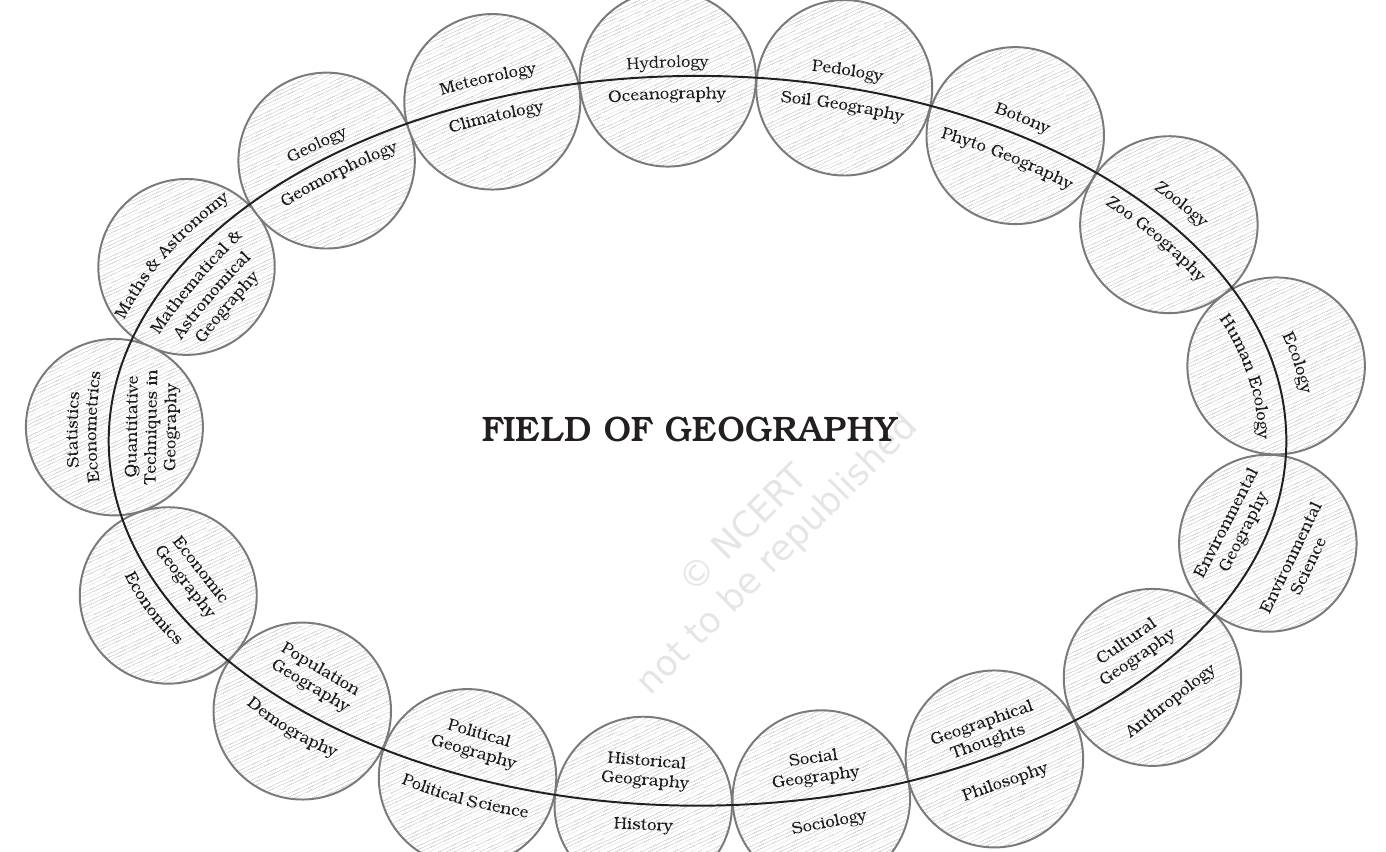 Hydrology
Oceanography
Pedology
Soil Geography
Botony
Phyto Geography
Zoology
Zoo Geography
Ecology
Human Ecology
Environmental
Geography
Environmental
Science
Cultural
Geography
Anthropology
Geographical
Thoughts
Philosophy
Social
Geography
Sociology
Historical
Geography
History
Political
Geography
Political Science
Population
Geography
Demography
Economic
Geography
Economics
Statistics
Econometrics
Quantitative
Techniques in
Geography
Maths & Astronomy
Mathematical &
Astronomical
Geography
Geology
Geomorphology
Meteorology
Climatology
FIELD OF GEOGRAPHY
© NCERT
not to be republished